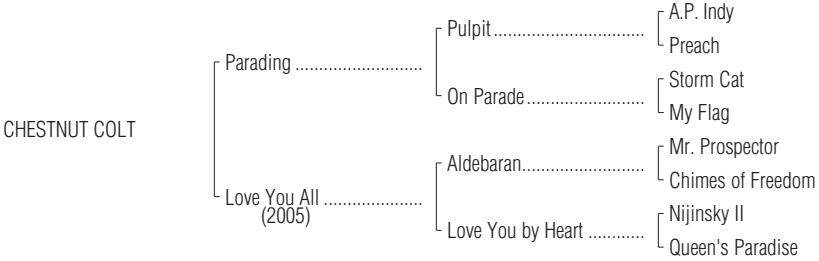 A.P. Indy
Pulpit..............................
Preach
Parading ..........................
Storm Cat
On Parade........................
My Flag
CHESTNUT COLT
Mr. Prospector
Aldebaran.........................
Chimes of Freedom
Love You All .....................
(2005)
Nijinsky II
Love You by Heart ............
Queen's Paradise